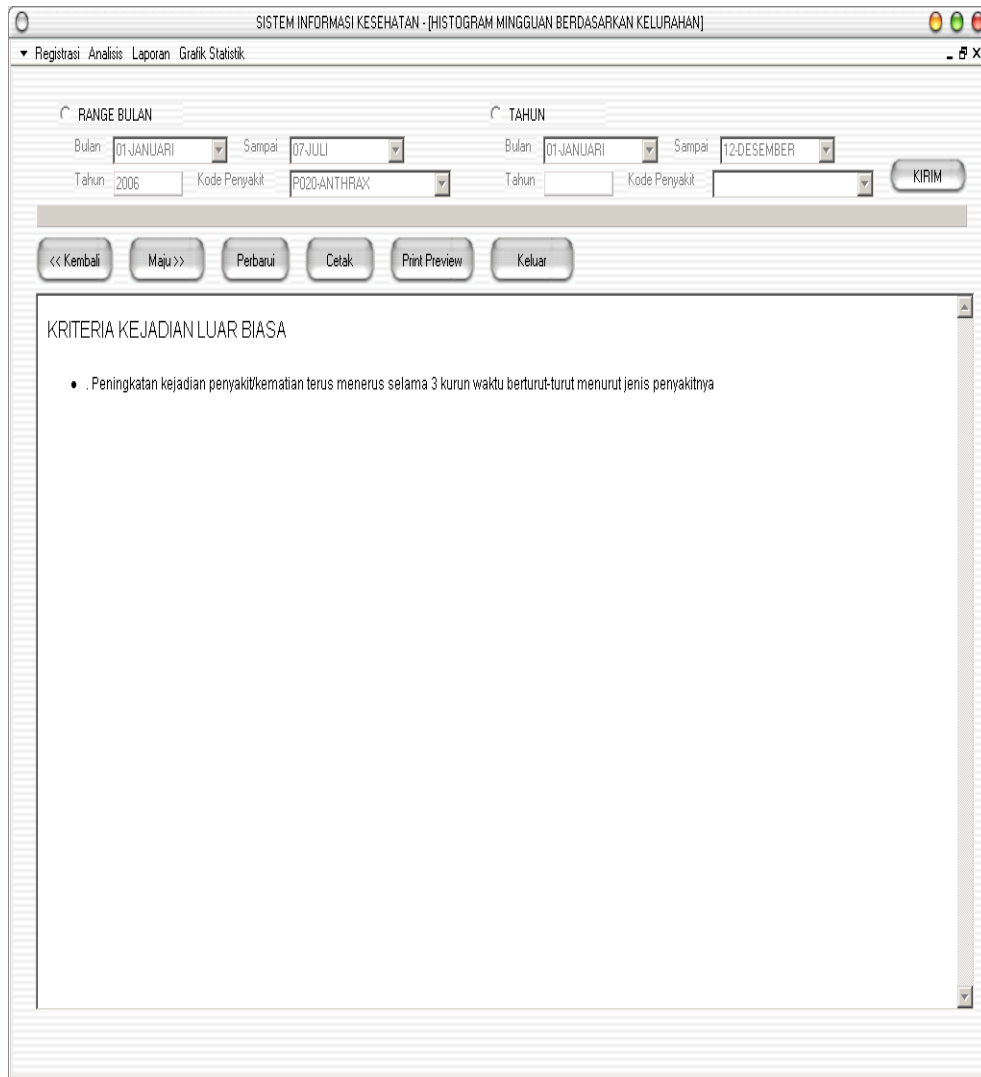 SISTEM INFORMASI KESEHATAN - [HISTOGRAM MINGGUAN BERDASARKAN KELURAHAN]
Registrasi Analisis Laporan Grafik Statistik
RANGE BULAN TAHUN
Bulan 01-JANUARI Sampai 07-JULI Bulan 01-JANUARI Sampai 12-DESEMBER
Tahun 2006 Kode Penyakit P020-ANTHRAX Tahun Kode Penyakit KIRIM
<< Kembali Maju >> Perbarui Cetak Print Preview Keluar
KRITERIA KEJADIAN LUAR BIASA
• . Peningkatan kejadian penyakit/kematian terus menerus selama 3 kurun waktu berturut-turut menurut jenis penyakitnya